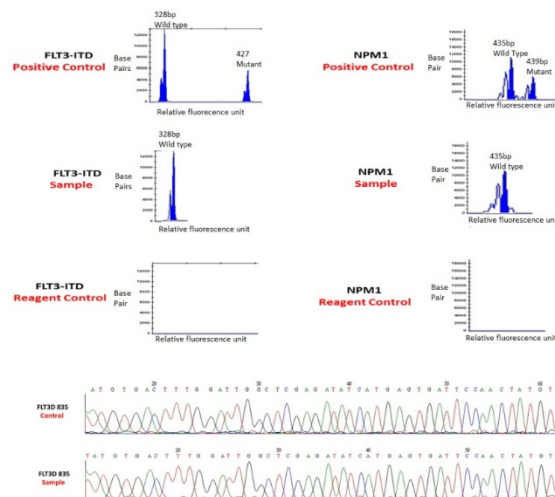 328bp
Wild type
FLT3-ITD
Positive Control
Base
Pairs
427
Mutant
Relative fluorescence unit
NPM1
Positive Control
Base
Pair
435bp
Wild Type
439bp
Mutant
Relative fluorescence unit
FLT3-ITD
Sample
Base
Pairs
328bp
Wild type
Relative fluorescence unit
NPM1
Sample
Base
Pair
435bp
Wild type
Relative fluorescence unit
FLT3-ITD
Reagent Control
Base
Pair
Relative fluorescence unit
NPM1
Reagent Control
Base
Pair
Relative fluorescence unit
FLT3D 835
Control
A T G T G A C T T T G G A T T G G C T C G A G A T A T C A T G A G T G A T T C C A A C T A T G T
FLT3D 835
Sample
T A T G T G A C T T T G G A T T G G C T C G A G A T A T C A T G A G T G A T T C C A A C T A T G T